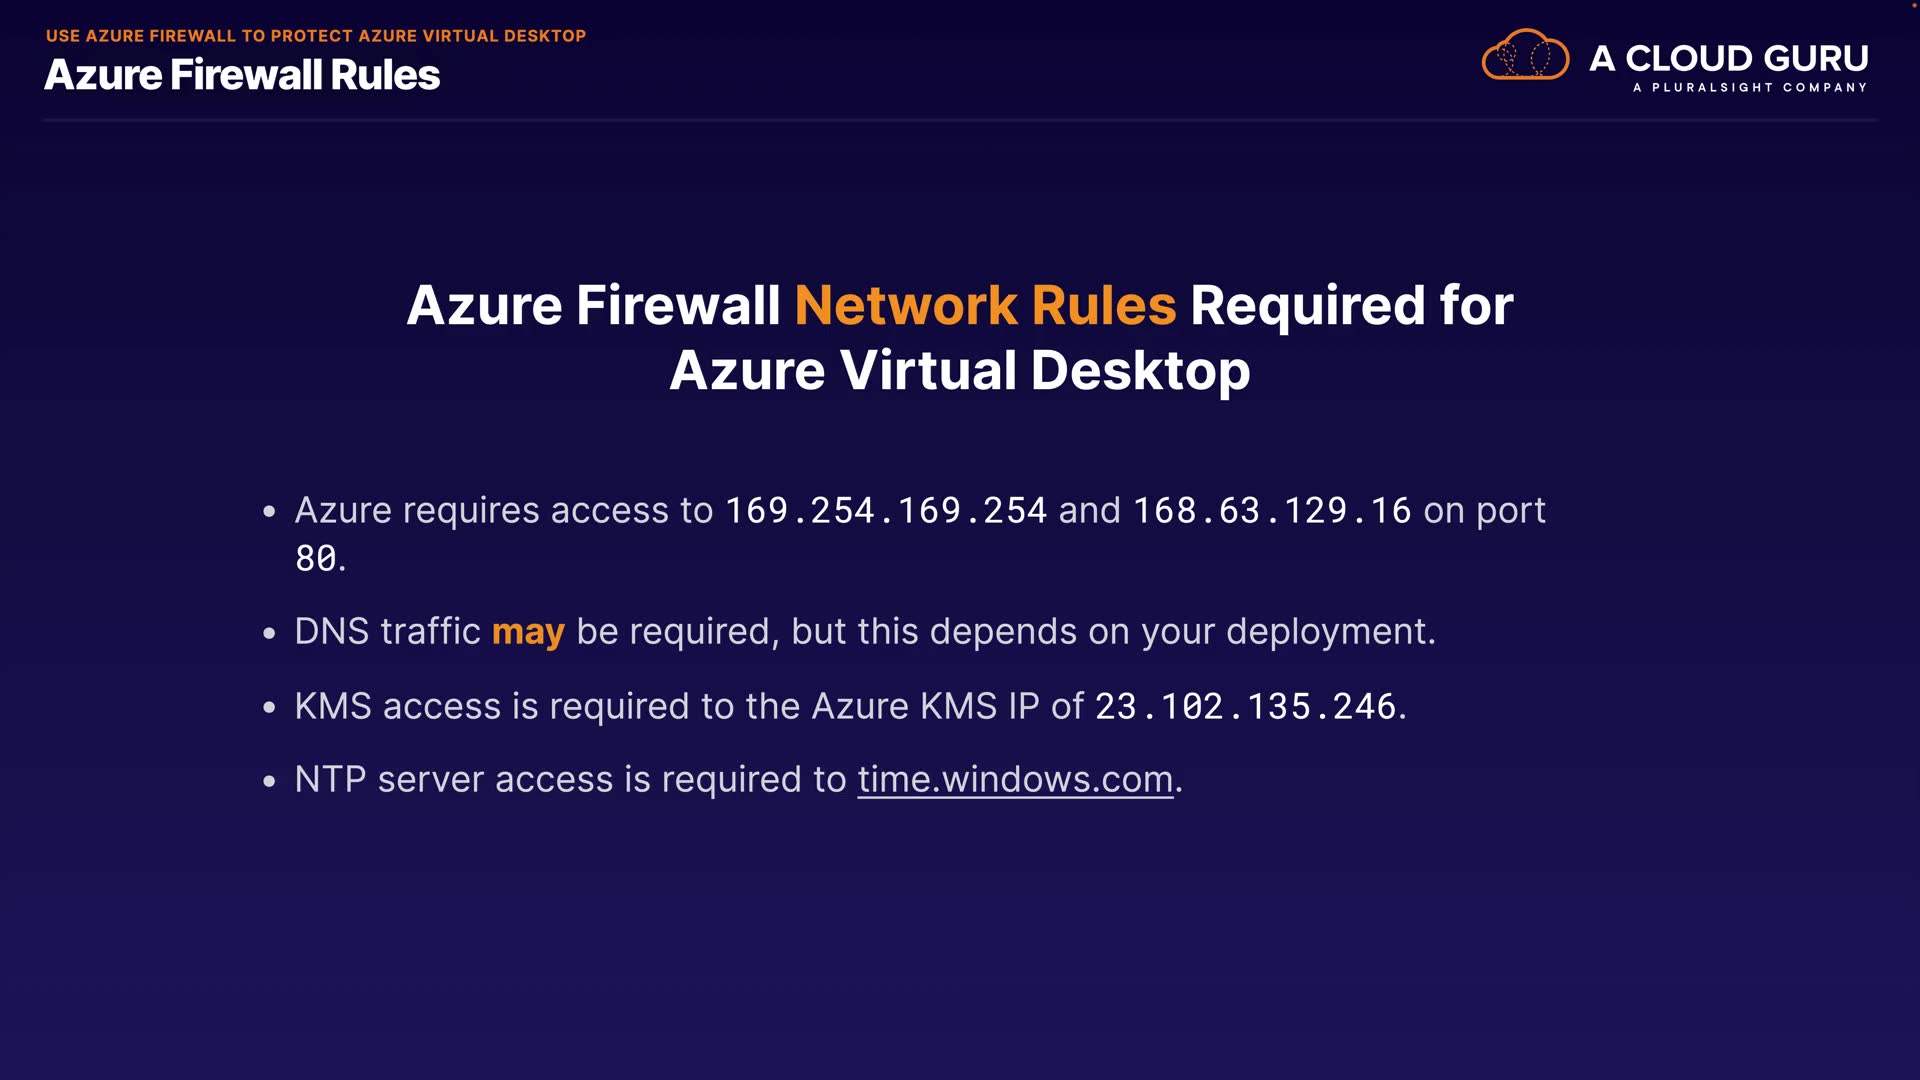 USE AZURE FIREWALL TO PROTECT AZURE VIRTUAL DESKTOP
Azure Firewall Rules
A CLOUD GURU
A PLURALSIGHT COMPANY
Azure Firewall Network Rules Required for
Azure Virtual Desktop
• Azure requires access to 169.254.169.254 and 168.63.129.16 on port
80.
• DNS traffic may be required, but this depends on your deployment.
• KMS access is required to the Azure KMS IP of 23.102.135.246.
• NTP server access is required to time.windows.com.